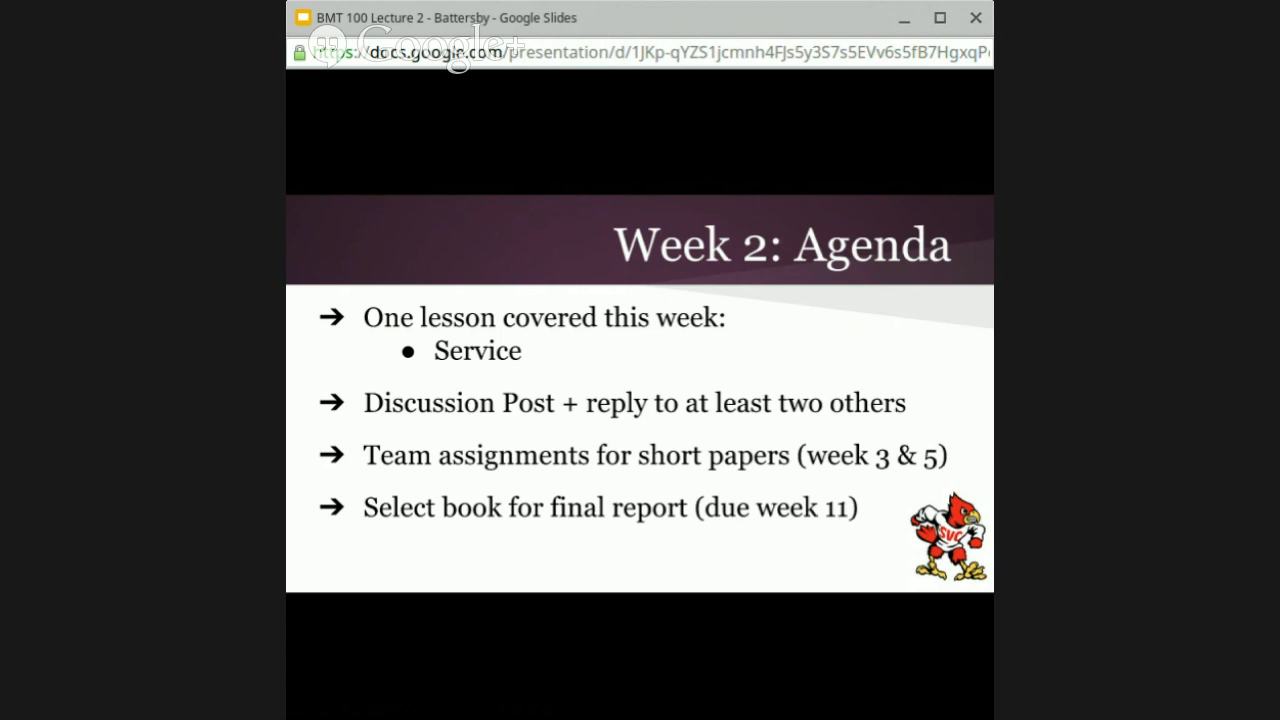 BMT 100 Lecture 2 - Battersby - Google Slides
Google+
https://docs.google.com/presentation/d/1JKp-qYZS1jcmnh4FJs5y3S7s5EVv6s5fB7HgxqP
Week 2: Agenda
➔ One lesson covered this week:
● Service
➔ Discussion Post + reply to at least two others
➔ Team assignments for short papers (week 3 & 5)
➔ Select book for final report (due week 11)
SVC